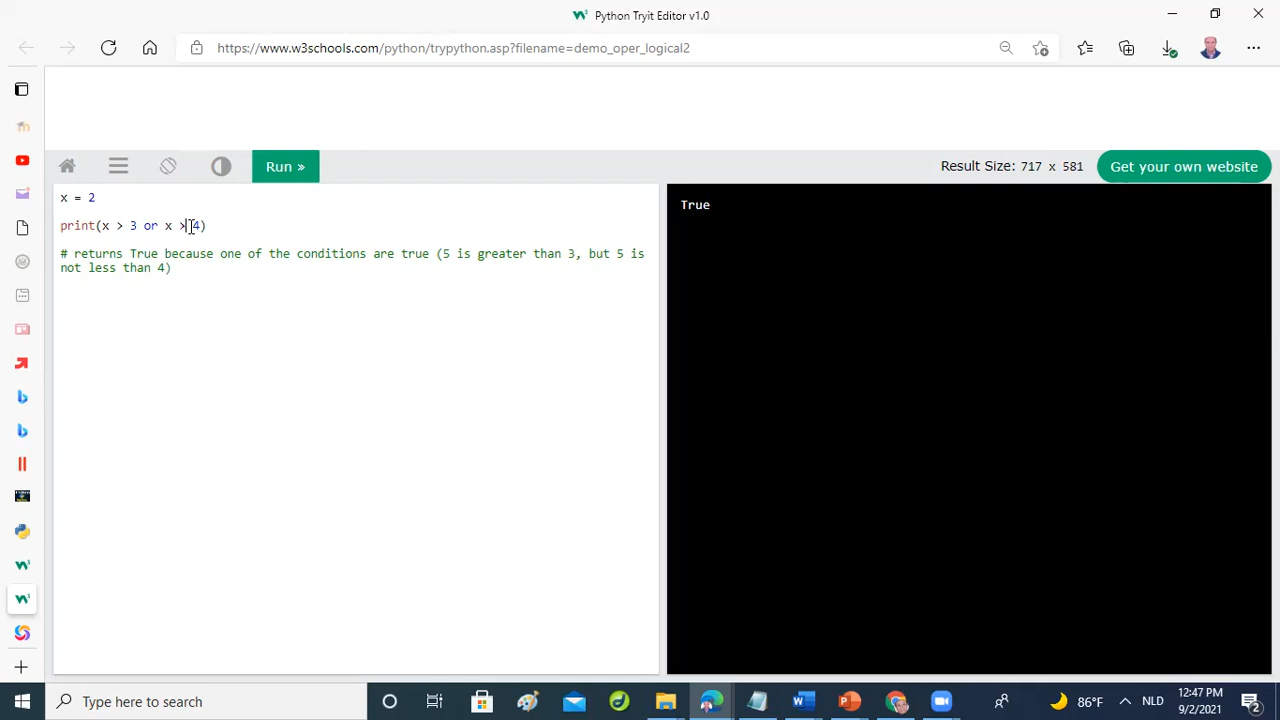 Python Tryit Editor v1.0
https://www.w3schools.com/python/trypython.asp?filename=demo_oper_logical2
Run »
Result Size: 717 x 581
Get your own website
x = 2
print(x > 3 or x > 4)
# returns True because one of the conditions are true (5 is greater than 3, but 5 is
not less than 4)
True
Type here to search
86°F
NLD
12:47 PM
9/2/2021
2